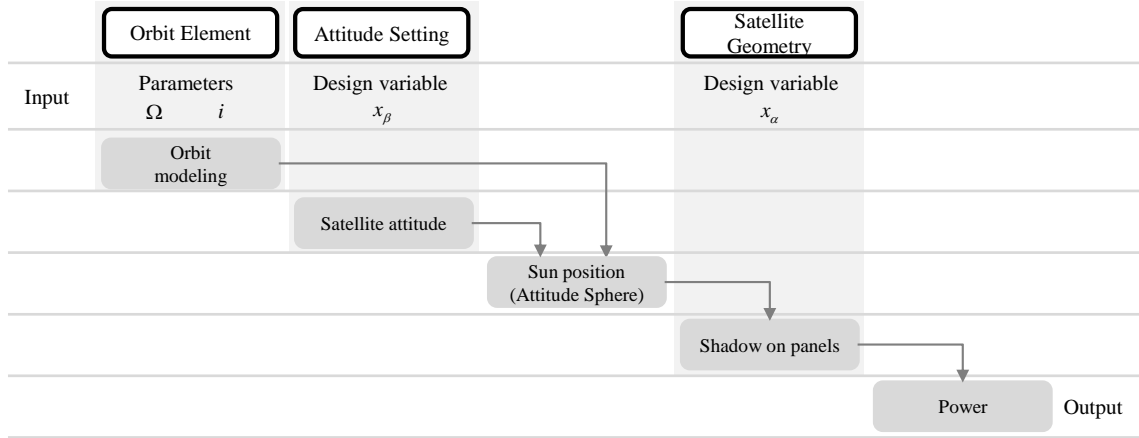 Orbit Element
Attitude Setting
Satellite
Geometry
Input
Parameters
Ω i
Design variable
x_β
Design variable
x_α
Orbit
modeling
Satellite attitude
Sun position
(Attitude Sphere)
Shadow on panels
Power
Output